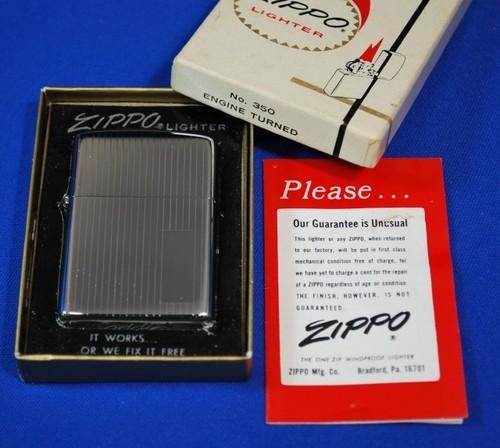 ZIPPO
LIGHTER
No. 350
ENGINE TURNED
ZIPPO® LIGHTER
IT WORKS...
OR WE FIX IT FREE
Please...
Our Guarantee is Unusual
This lighter or any ZIPPO, when returned
to our factory, will be put in first class
mechanical condition free of charge, for
we have yet to charge a cent for the repair
of a ZIPPO regardless of age or condition.
THE FINISH, HOWEVER, IS NOT
GUARANTEED.
ZIPPO®
THE ONE ZIP WINDPROOF LIGHTER
ZIPPO Mfg. Co. Bradford, Pa. 16701